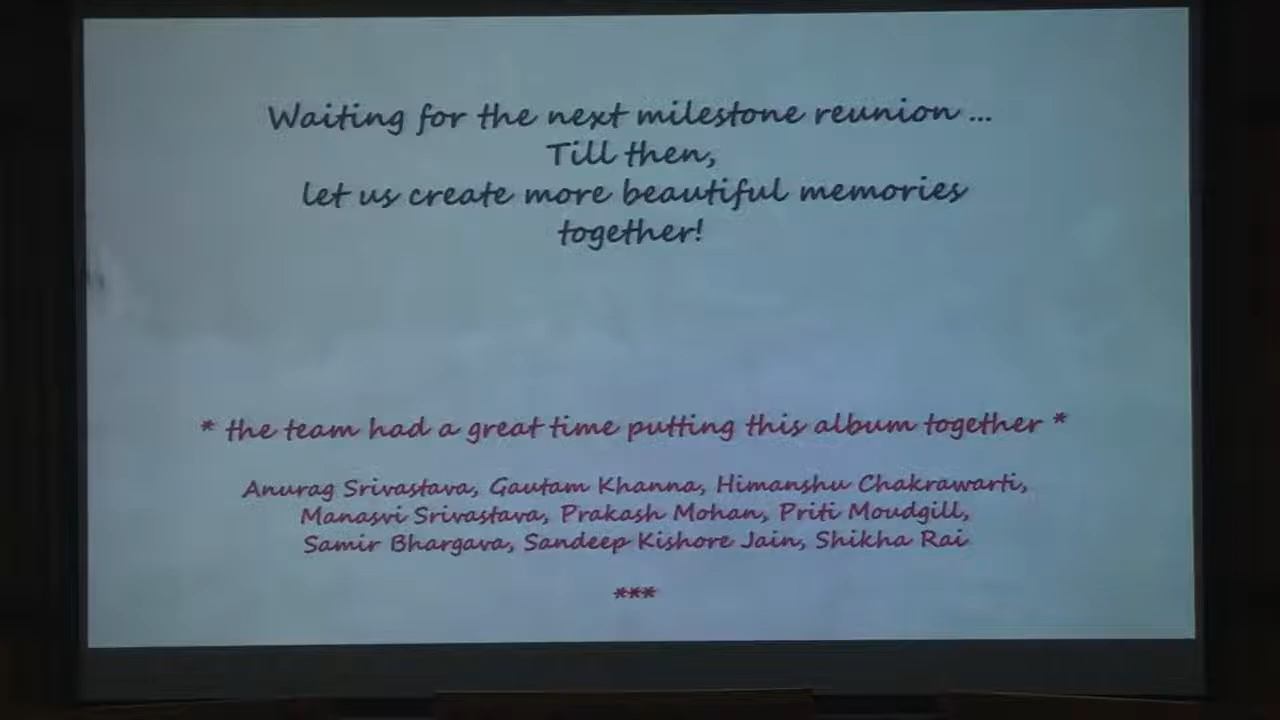 Waiting for the next milestone reunion ...
Till then,
let us create more beautiful memories
together!
* the team had a great time putting this album together *
Anurag Srivastava, Gautam Khanna, Himanshu Chakrawarti,
Manasvi Srivastava, Prakash Mohan, Priti Moudgill,
Samir Bhargava, Sandeep Kishore Jain, Shikha Rai
***